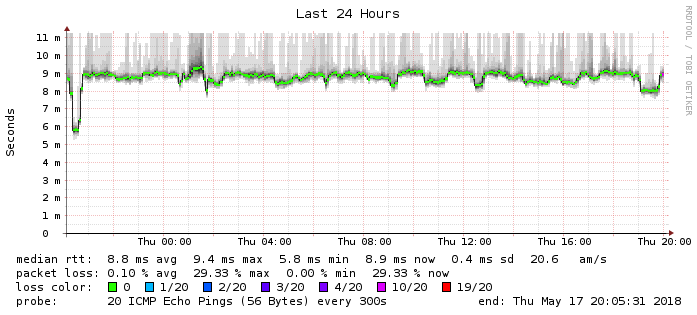 Last 24 Hours
RRDTOOL / TOBI OETIKER
Seconds
11 m
10 m
9 m
8 m
7 m
6 m
5 m
4 m
3 m
2 m
1 m
0
Thu 00:00 Thu 04:00 Thu 08:00 Thu 12:00 Thu 16:00 Thu 20:00
median rtt: 8.8 ms avg 9.4 ms max 5.8 ms min 8.9 ms now 0.4 ms sd 20.6 am/s
packet loss: 0.10 % avg 29.33 % max 0.00 % min 29.33 % now
loss color: 0 1/20 2/20 3/20 4/20 10/20 19/20
probe: 20 ICMP Echo Pings (56 Bytes) every 300s end: Thu May 17 20:05:31 2018